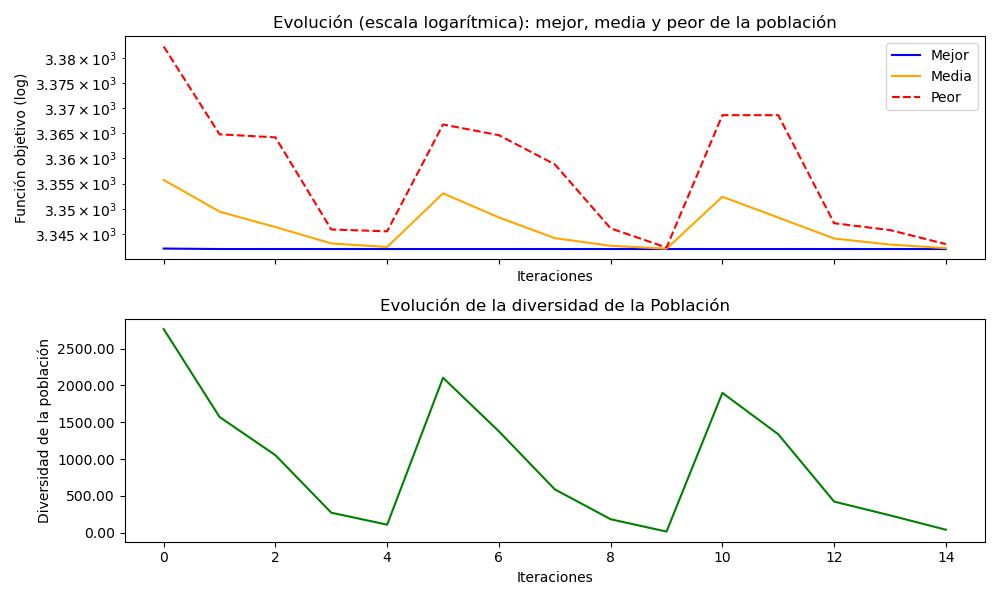 Evolución (escala logarítmica): mejor, media y peor de la población
Función objetivo (log)
3.38 × 10³
3.375 × 10³
3.37 × 10³
3.365 × 10³
3.36 × 10³
3.355 × 10³
3.35 × 10³
3.345 × 10³
Mejor
Media
Peor
Iteraciones
Evolución de la diversidad de la Población
Diversidad de la población
2500.00
2000.00
1500.00
1000.00
500.00
0.00
0 2 4 6 8 10 12 14
Iteraciones